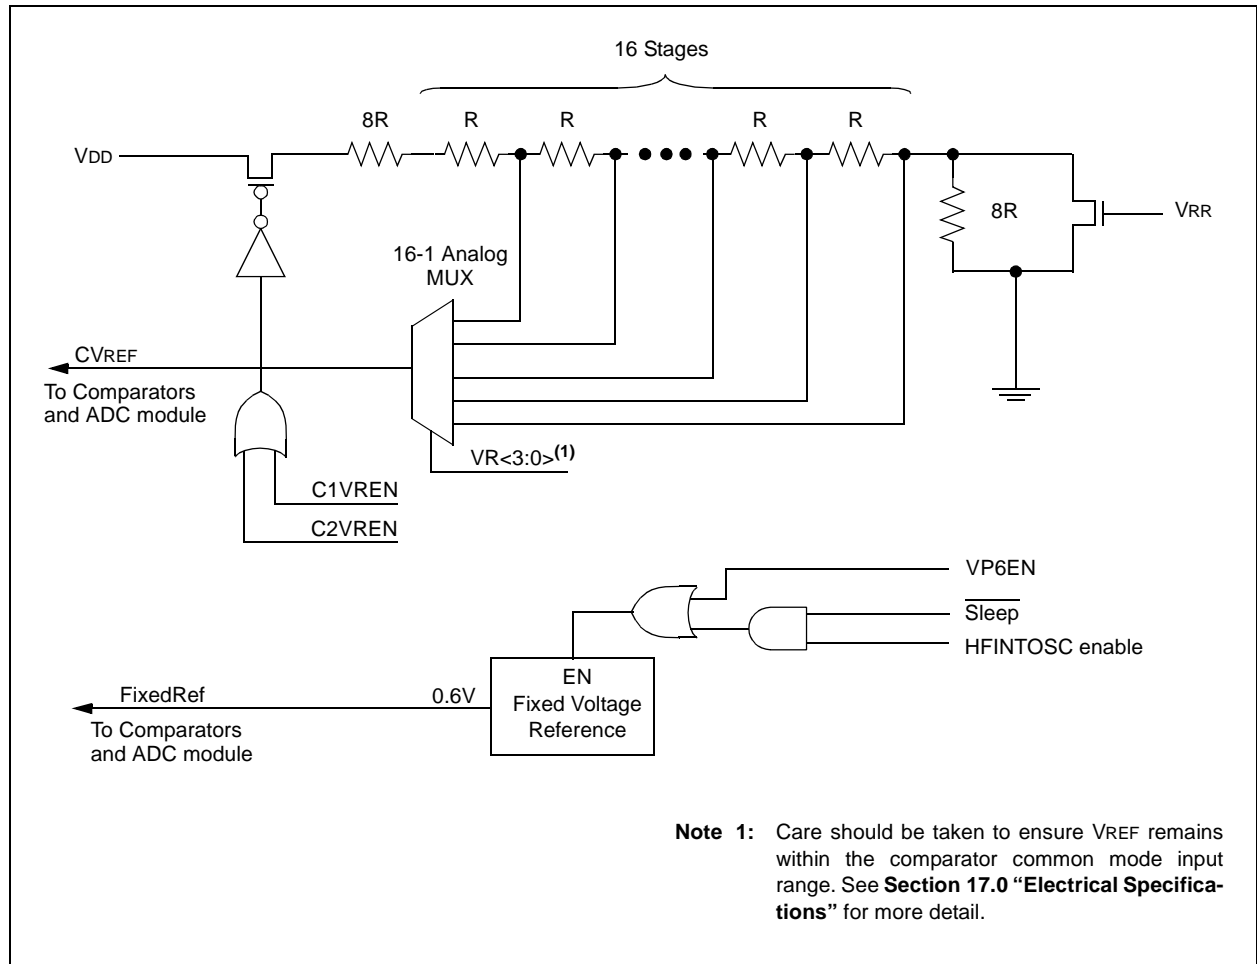 16 Stages
8R
R
R
R
R
VDD
8R
VRR
16-1 Analog
MUX
CVREF
To Comparators
and ADC module
VR<3:0>(1)
C1VREN
C2VREN
VP6EN
Sleep
HFINTOSC enable
EN
FixedRef
0.6V
Fixed Voltage
Reference
To Comparators
and ADC module
Note 1: Care should be taken to ensure VREF remains
within the comparator common mode input
range. See Section 17.0 “Electrical Specifica-
tions” for more detail.